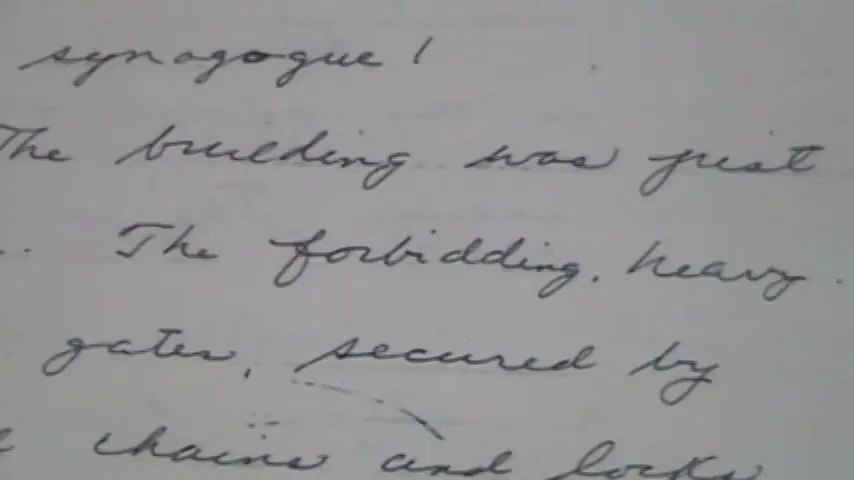 synagogue!
The building was just
.. The forbidding, heavy
gates, secured by
chains and locks